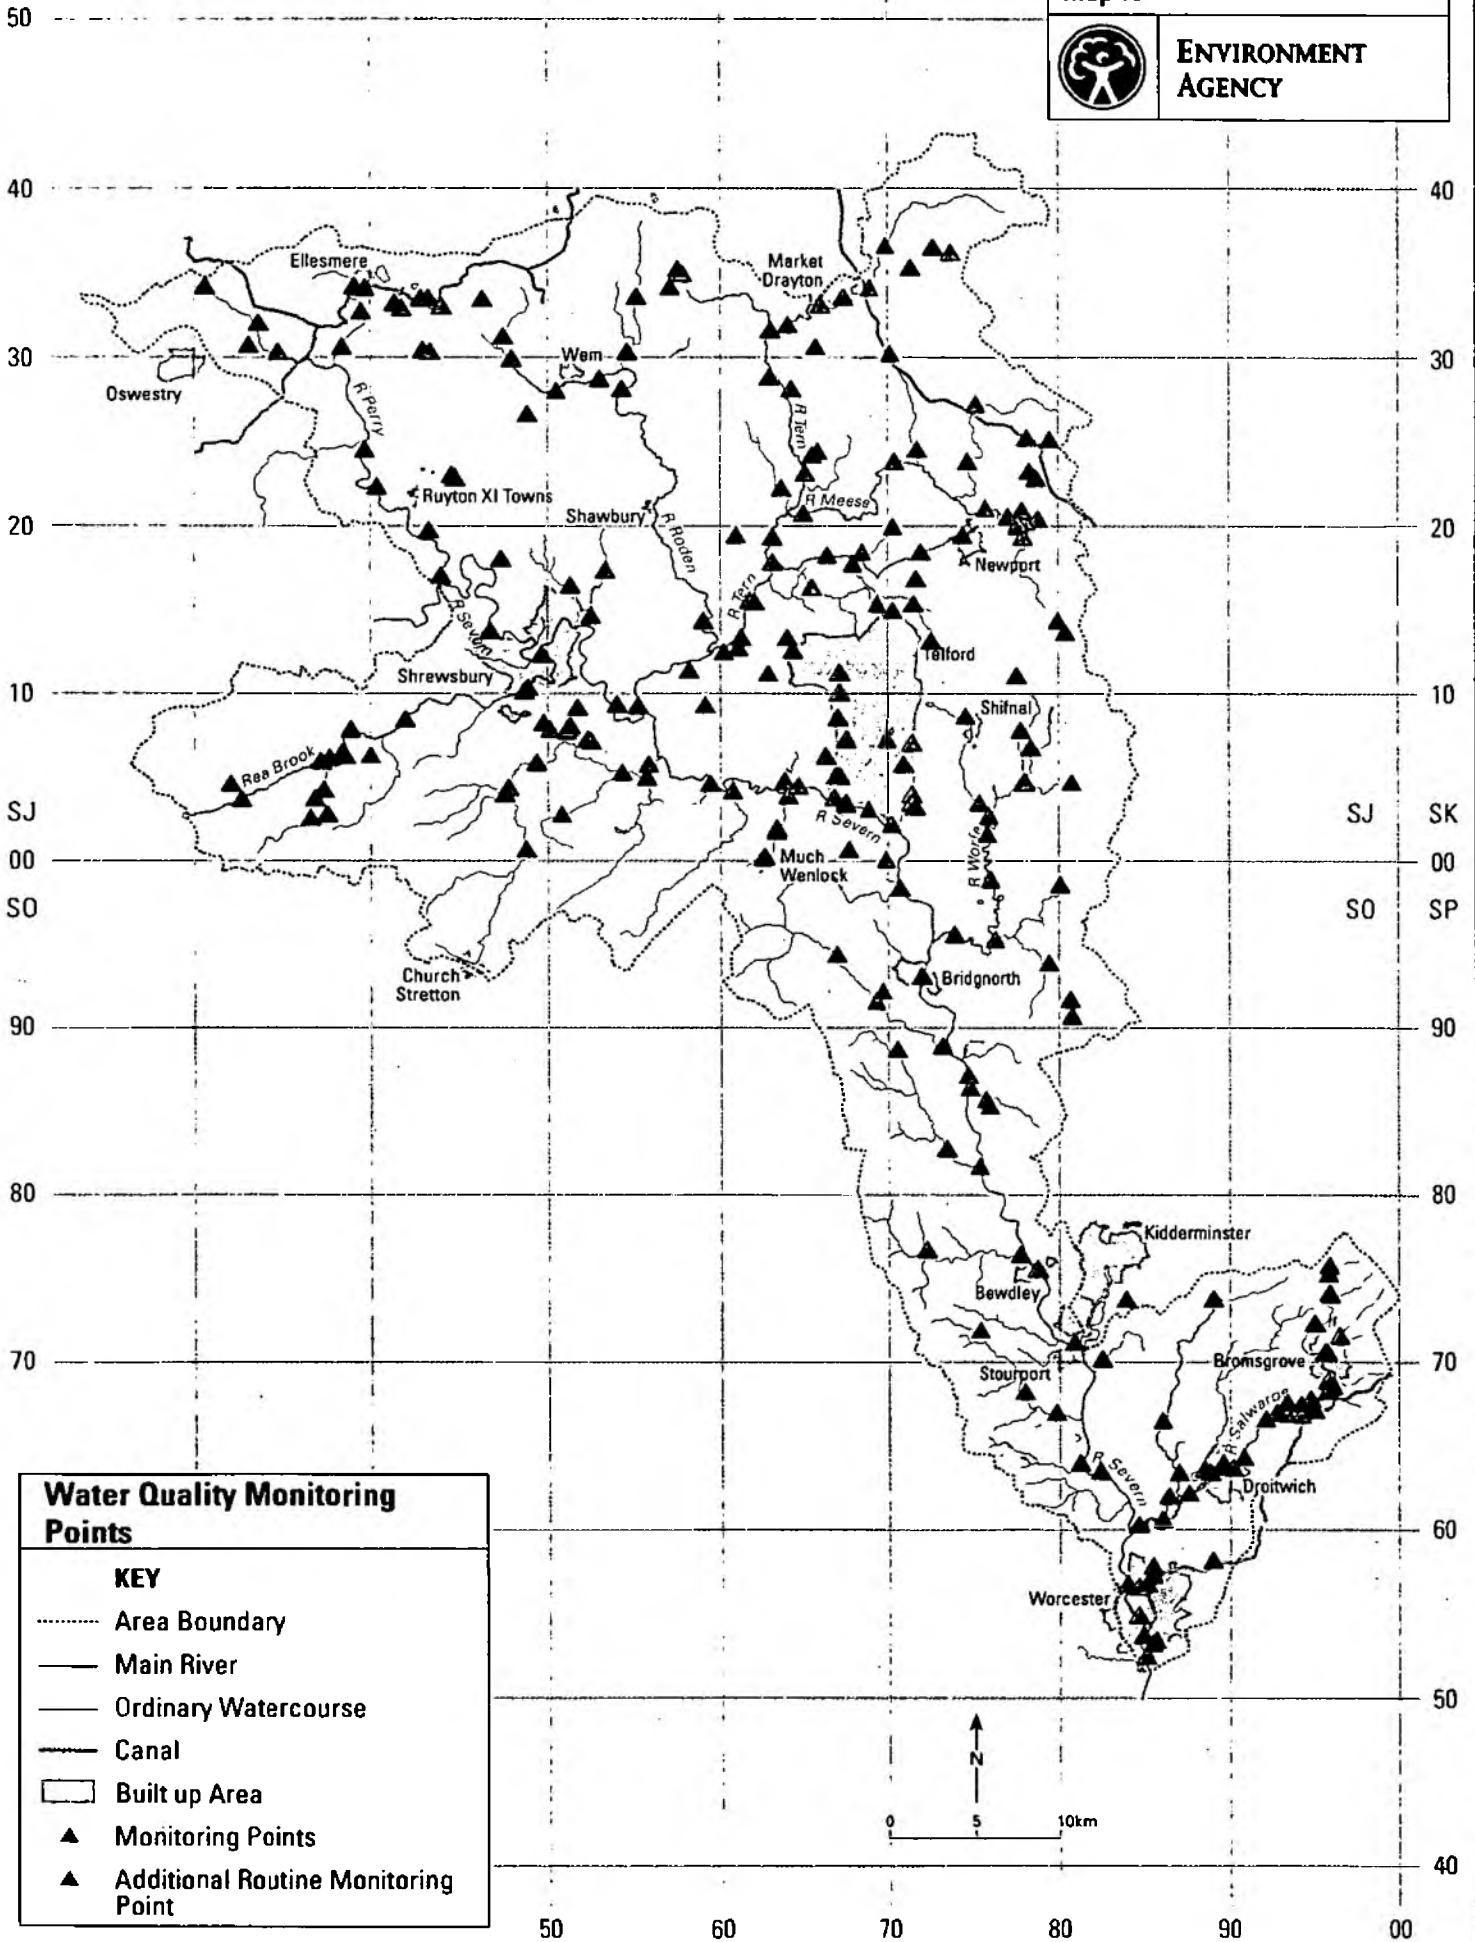 50
ENVIRONMENT
AGENCY
40
40
Ellesmere
Market
Drayton
30
30
Wem
Oswestry
R Perry
R Tern
Ruyton XI Towns
R Meese
Shawbury
20
20
R Roden
Newport
R Tern
R Severn
Telford
Shrewsbury
10
10
Shifnal
Rea Brook
SJ
SJ
SK
R Severn
R Worfe
00
00
Much
Wenlock
SO
SO
SP
Church
Stretton
Bridgnorth
90
90
80
80
Kidderminster
Bewdley
70
70
Bromsgrove
Stourport
R Salwarpe
R Severn
Droitwich
60
60
Worcester
50
Water Quality Monitoring
Points
KEY
Area Boundary
Main River
Ordinary Watercourse
Canal
Built up Area
Monitoring Points
Additional Routine Monitoring
Point
N
0 5 10km
40
50 60 70 80 90 00